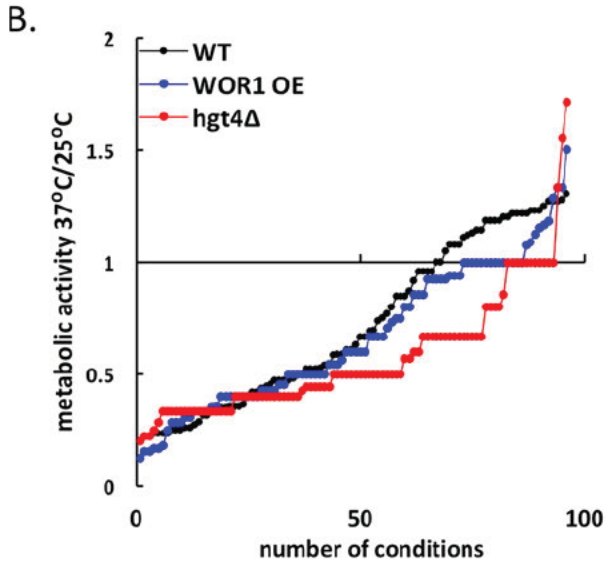 B.
WT
WOR1 OE
hgt4Δ
metabolic activity 37°C/25°C
2
1.5
1
0.5
0
0 50 100
number of conditions